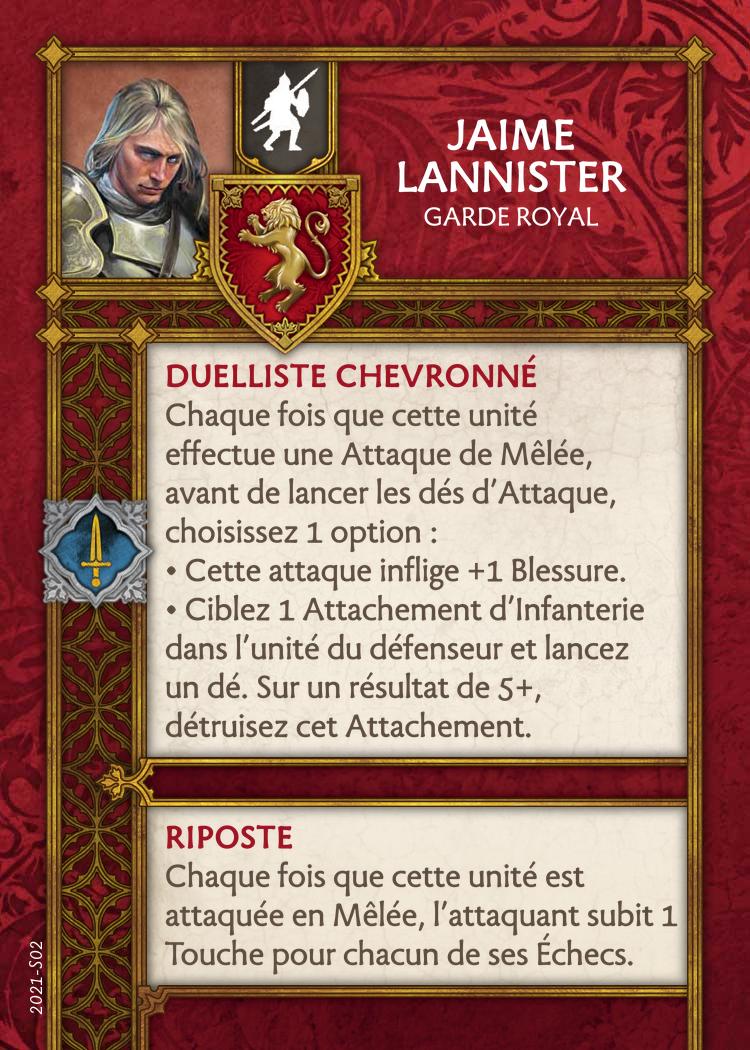 JAIME
LANNISTER
GARDE ROYAL
DUELLISTE CHEVRONNÉ
Chaque fois que cette unité
effectue une Attaque de Mêlée,
avant de lancer les dés d'Attaque,
choisissez 1 option :
• Cette attaque inflige +1 Blessure.
• Ciblez 1 Attachement d'Infanterie
dans l'unité du défenseur et lancez
un dé. Sur un résultat de 5+,
détruisez cet Attachement.
RIPOSTE
Chaque fois que cette unité est
attaquée en Mêlée, l'attaquant subit 1
Touche pour chacun de ses Échecs.
2021-S02